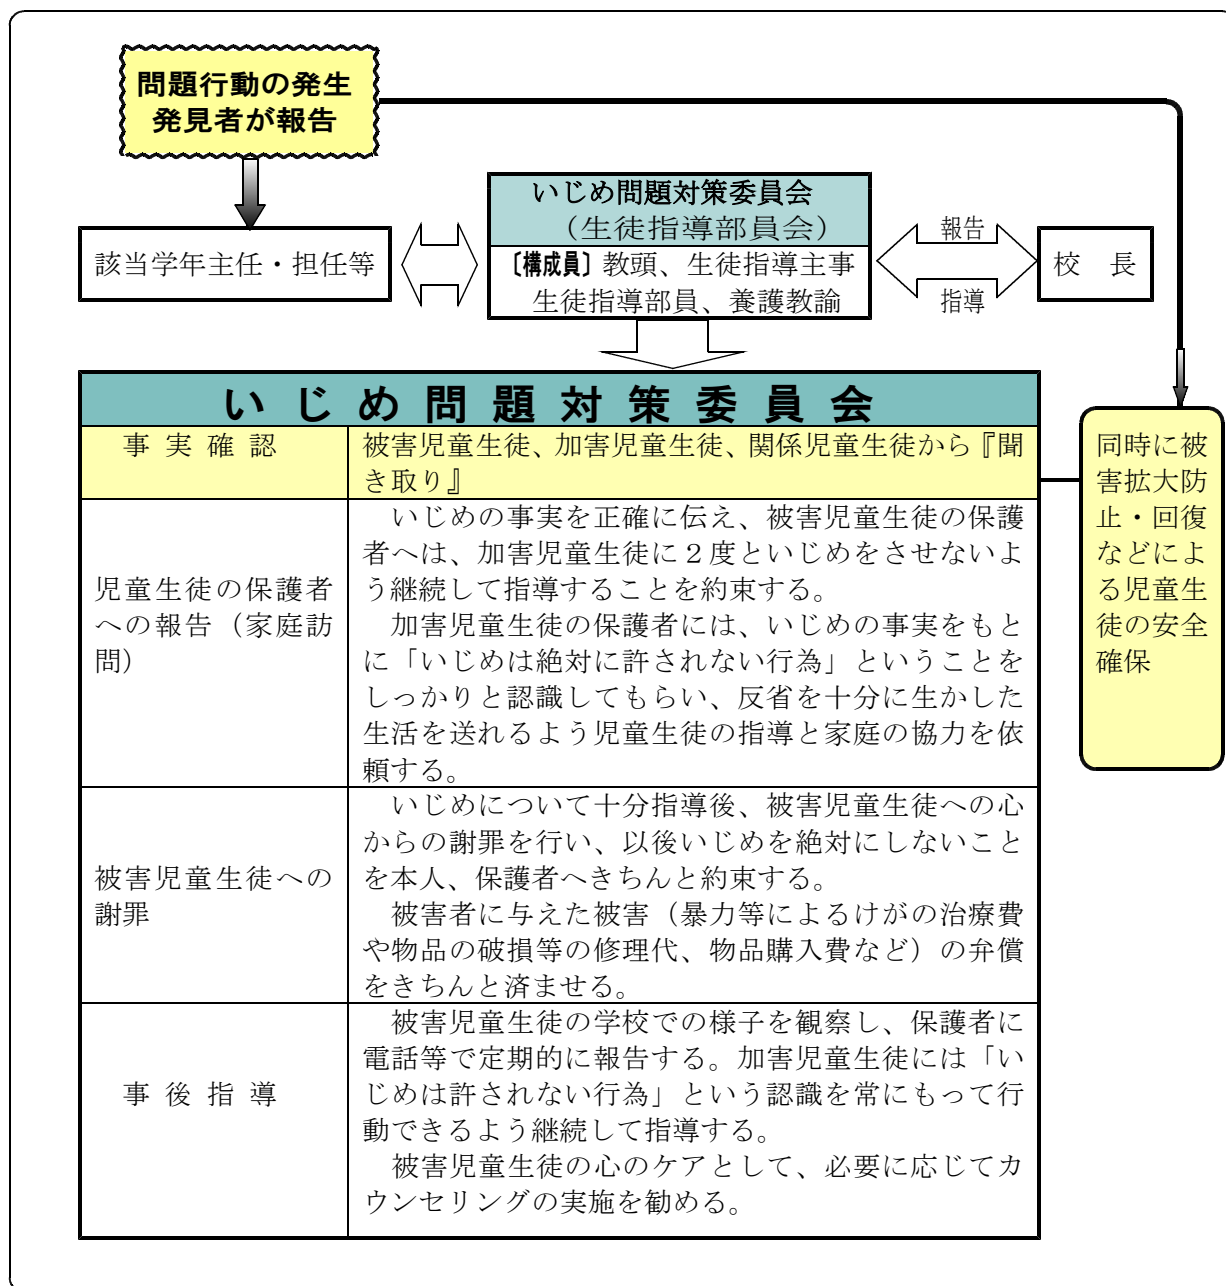 問題行動の発生
発見者が報告
いじめ問題対策委員会
（生徒指導部員会）
〔構成員〕教頭、生徒指導主事
生徒指導部員、養護教諭
該当学年主任・担任等
報告
指導
校　長
いじめ問題対策委員会
事実確認
被害児童生徒、加害児童生徒、関係児童生徒から『聞
き取り』
児童生徒の保護者
への報告（家庭訪
問）
いじめの事実を正確に伝え、被害児童生徒の保護
者へは、加害児童生徒に２度といじめをさせないよ
う継続して指導することを約束する。
加害児童生徒の保護者には、いじめの事実をもと
に「いじめは絶対に許されない行為」ということを
しっかりと認識してもらい、反省を十分に生かした
生活を送れるよう児童生徒の指導と家庭の協力を依
頼する。
被害児童生徒への
謝罪
いじめについて十分指導後、被害児童生徒への心
からの謝罪を行い、以後いじめを絶対にしないこと
を本人、保護者へきちんと約束する。
被害者に与えた被害（暴力等によるけがの治療費
や物品の破損等の修理代、物品購入費など）の弁償
をきちんと済ませる。
事後指導
被害児童生徒の学校での様子を観察し、保護者に
電話等で定期的に報告する。加害児童生徒には「い
じめは許されない行為」という認識を常にもって行
動できるよう継続して指導する。
被害児童生徒の心のケアとして、必要に応じてカ
ウンセリングの実施を勧める。
同時に被
害拡大防
止・回復
などによ
る児童生
徒の安全
確保